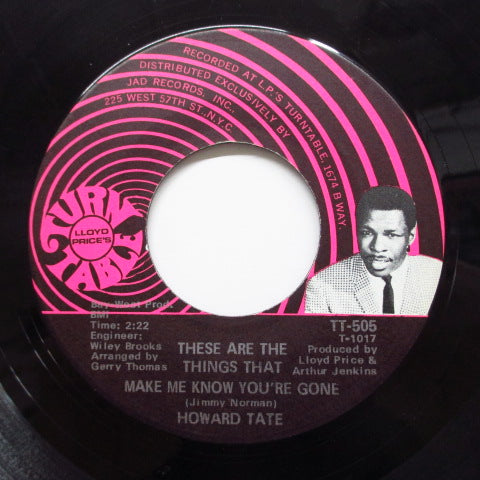 RECORDED AT L.P.'S TURNTABLE, 1674 B WAY.
DISTRIBUTED EXCLUSIVELY BY
JAD RECORDS, INC.,
225 WEST 57TH ST., N.Y.C.
TURN
LLOYD
PRICE'S
TABLE
Bay-West Prod.
BMI
Time: 2:22
Engineer:
Wiley Brooks
Arranged by
Gerry Thomas
TT-505
T-1017
Produced by
Lloyd Price &
Arthur Jenkins
THESE ARE THE
THINGS THAT
MAKE ME KNOW YOU'RE GONE
(Jimmy Norman)
HOWARD TATE